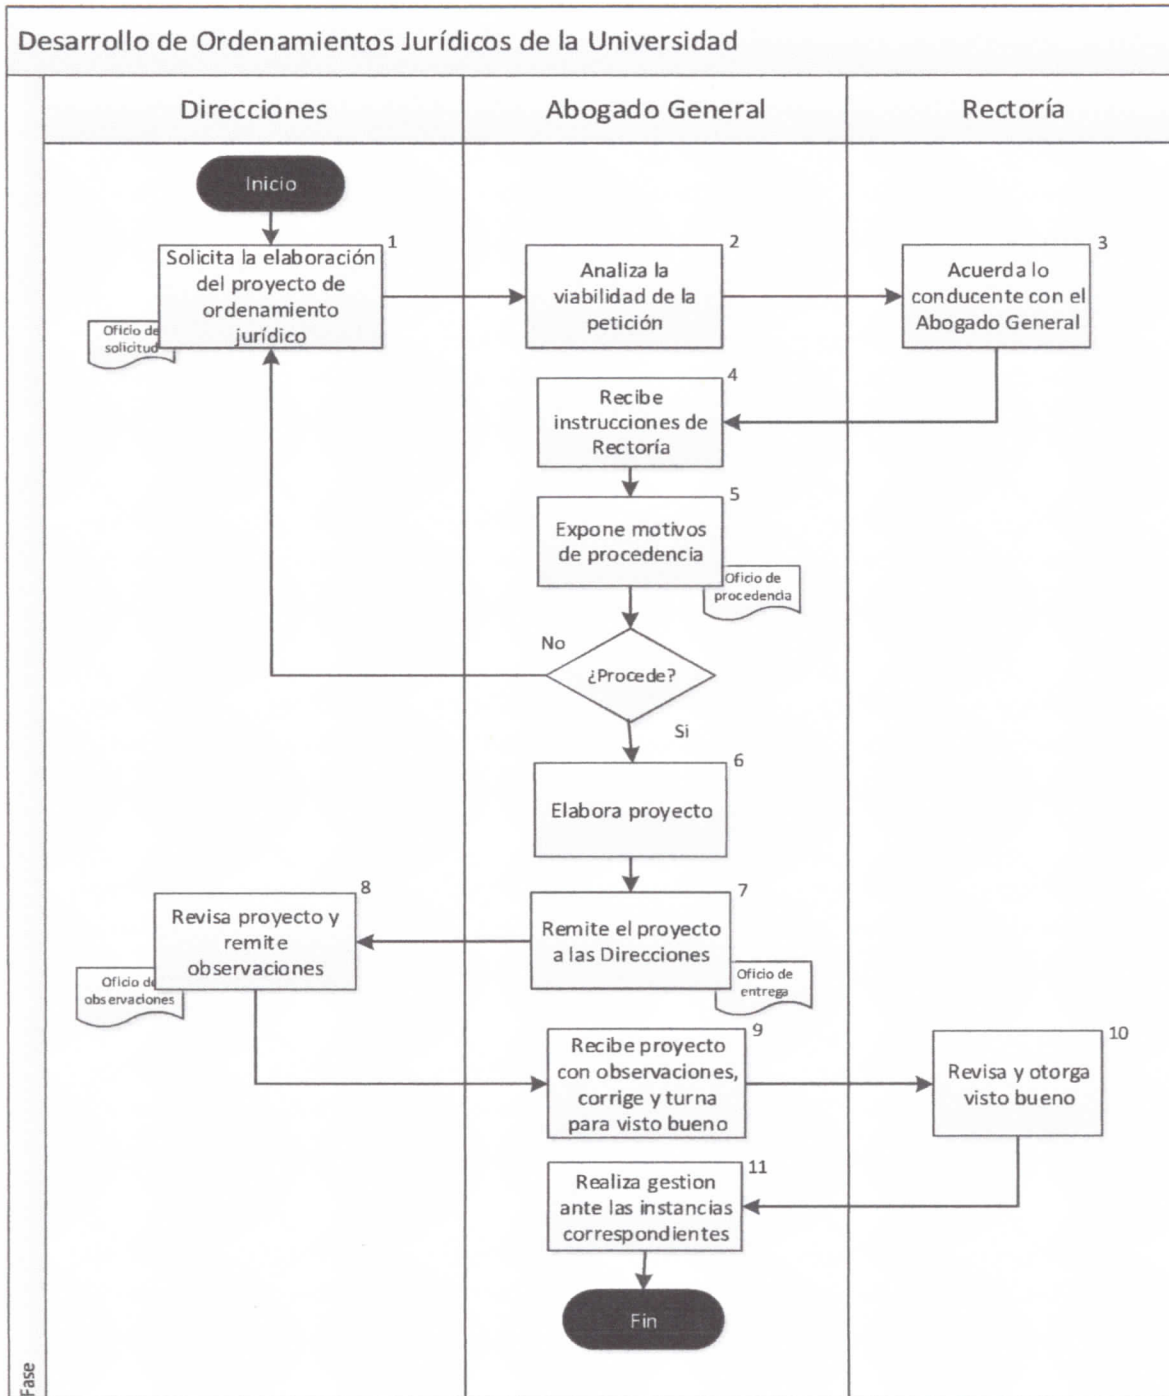 Desarrollo de Ordenamientos Jurídicos de la Universidad
Direcciones
Abogado General
Rectoría
Inicio
1
Solicita la elaboración
del proyecto de
ordenamiento
jurídico
Oficio de
solicitud
2
Analiza la
viabilidad de la
petición
3
Acuerda lo
conducente con el
Abogado General
4
Recibe
instrucciones de
Rectoría
5
Expone motivos
de procedencia
Oficio de
procedencia
No
¿Procede?
Si
6
Elabora proyecto
7
Remite el proyecto
a las Direcciones
Oficio de
entrega
8
Revisa proyecto y
remite
observaciones
Oficio de
observaciones
9
Recibe proyecto
con observaciones,
corrige y turna
para visto bueno
10
Revisa y otorga
visto bueno
11
Realiza gestion
ante las instancias
correspondientes
Fin
Fase